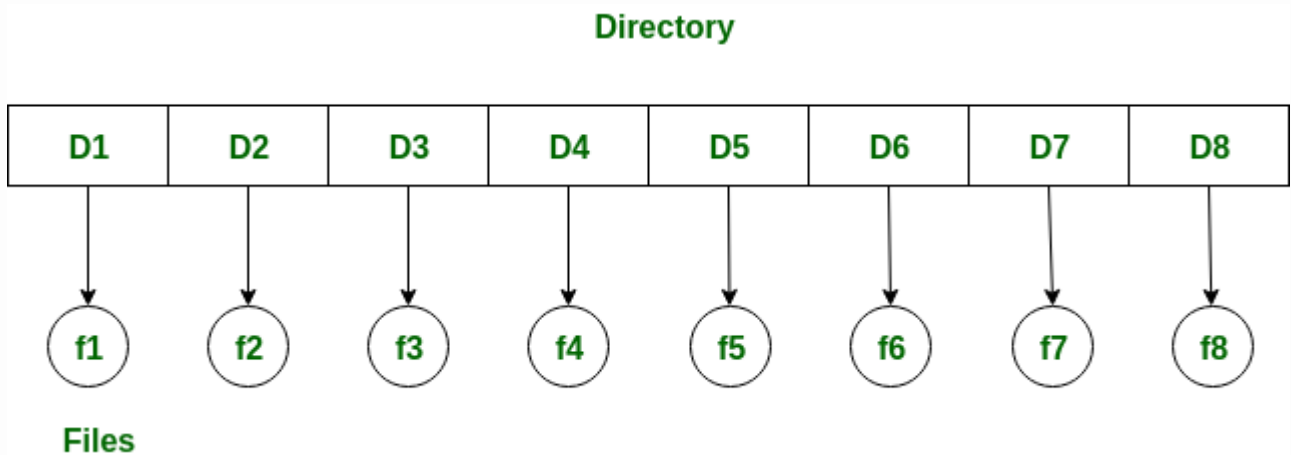 Directory
D1 D2 D3 D4 D5 D6 D7 D8
f1 f2 f3 f4 f5 f6 f7 f8
Files